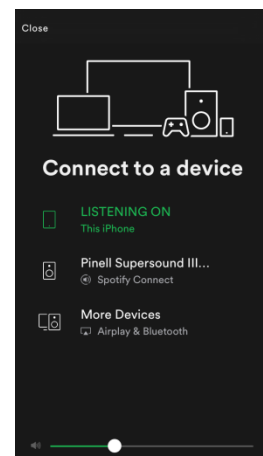 Close
Connect to a device
LISTENING ON
This iPhone
Pinell Supersound III...
Spotify Connect
More Devices
Airplay & Bluetooth